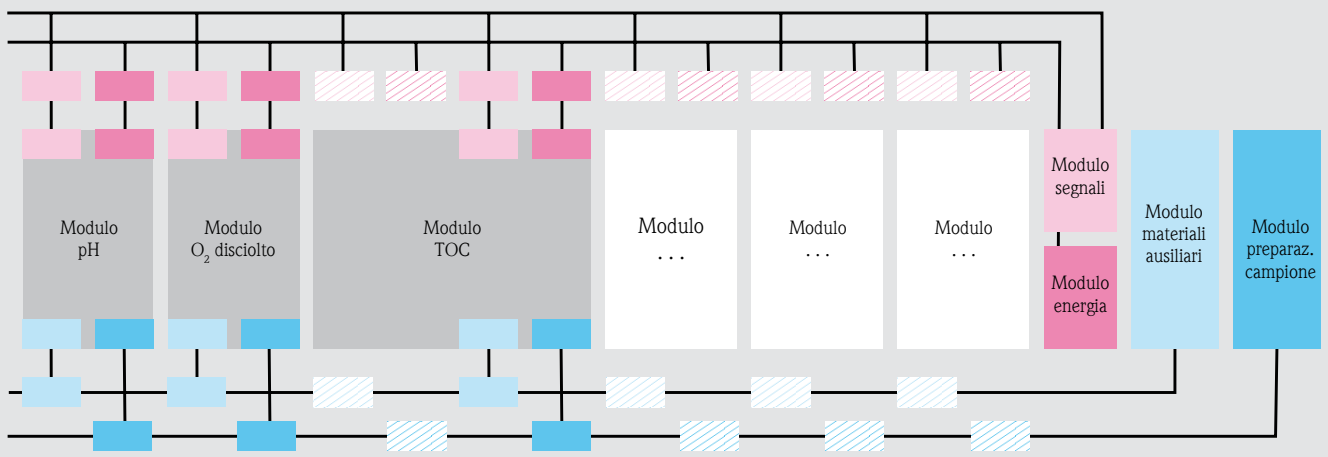 Modulo
pH
Modulo
O₂ disciolto
Modulo
TOC
Modulo
...
Modulo
...
Modulo
...
Modulo
segnali
Modulo
energia
Modulo
materiali
ausiliari
Modulo
preparaz.
campione